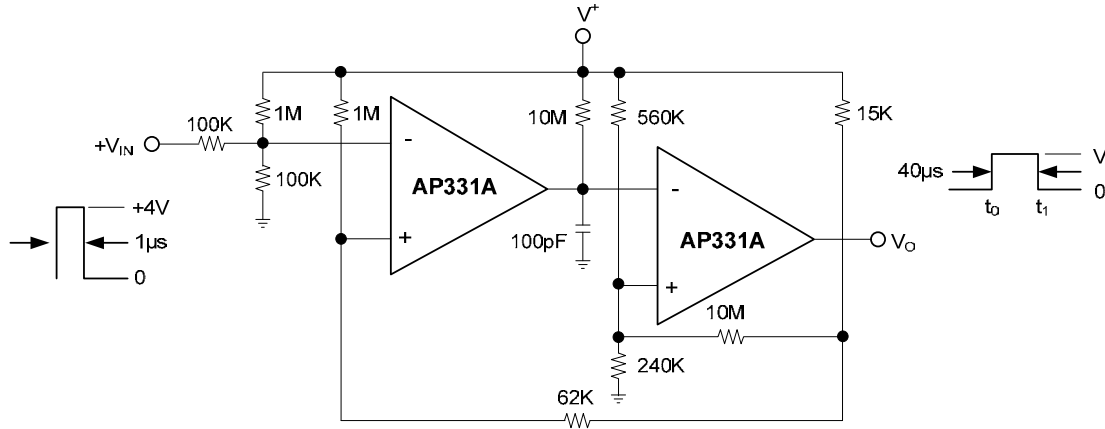 V+
1M
1M
10M
560K
15K
100K
+VIN
-
AP331A
100K
+
100pF
-
AP331A
+
VO
10M
240K
62K
+4V
1µs
0
40µs
V
0
t0
t1